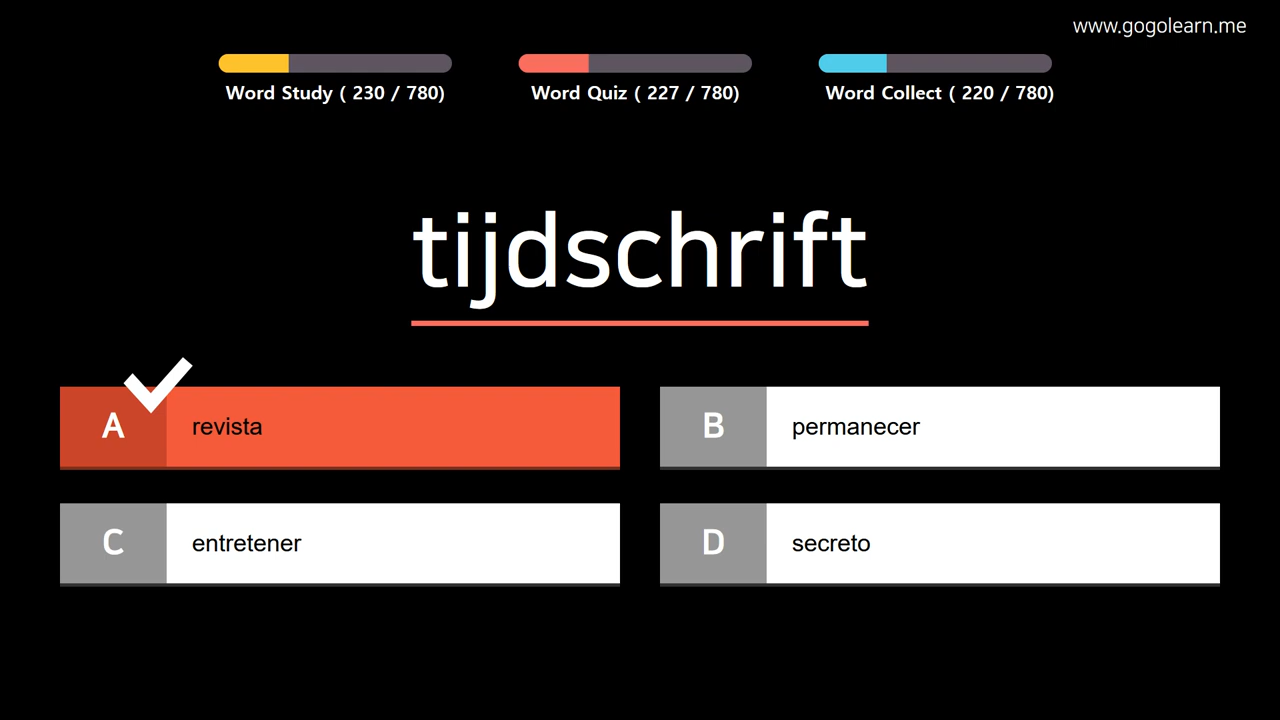 www.gogolearn.me
Word Study ( 230 / 780)
Word Quiz ( 227 / 780)
Word Collect ( 220 / 780)
tijdschrift
A revista
B permanecer
C entretener
D secreto